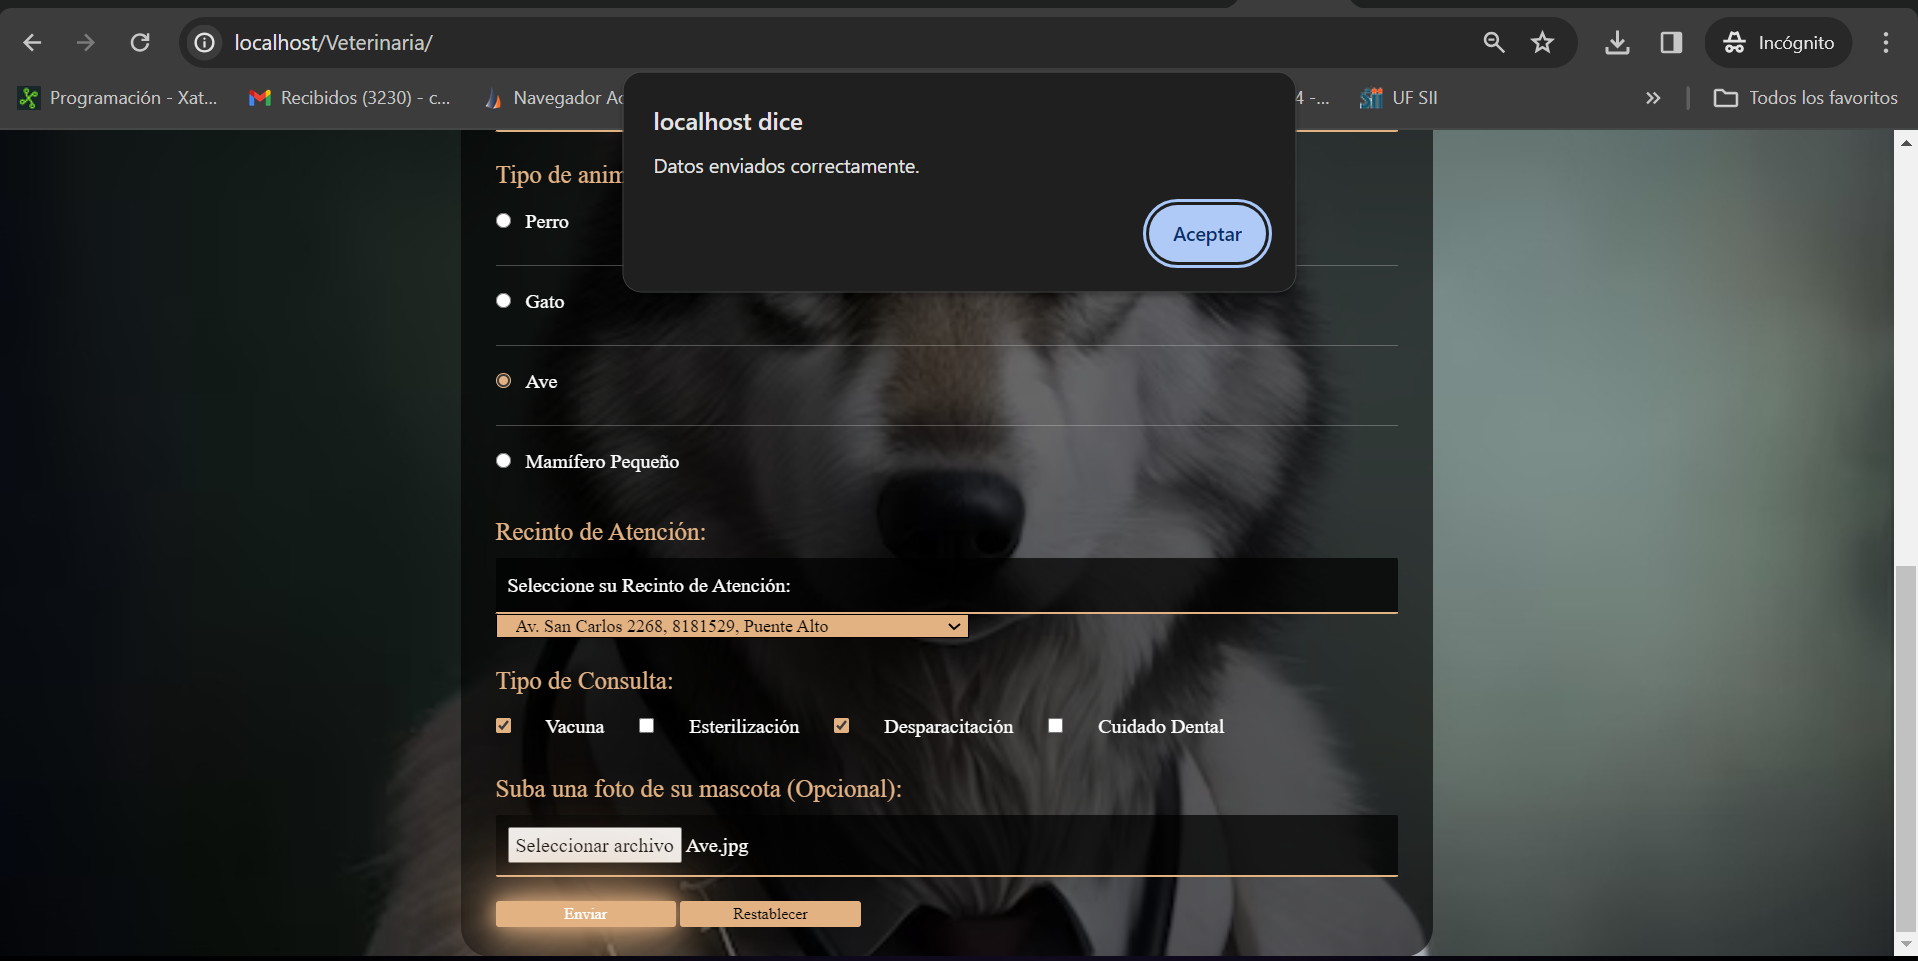 localhost/Veterinaria/
Incógnito
Programación - Xat...
Recibidos (3230) - c...
Navegador Ac
4 -...
UF SII
»
Todos los favoritos
localhost dice
Datos enviados correctamente.
Aceptar
Tipo de anim
Perro
Gato
Ave
Mamífero Pequeño
Recinto de Atención:
Seleccione su Recinto de Atención:
Av. San Carlos 2268, 8181529, Puente Alto
Tipo de Consulta:
Vacuna Esterilización Desparacitación Cuidado Dental
Suba una foto de su mascota (Opcional):
Seleccionar archivo Ave.jpg
Enviar Restablecer